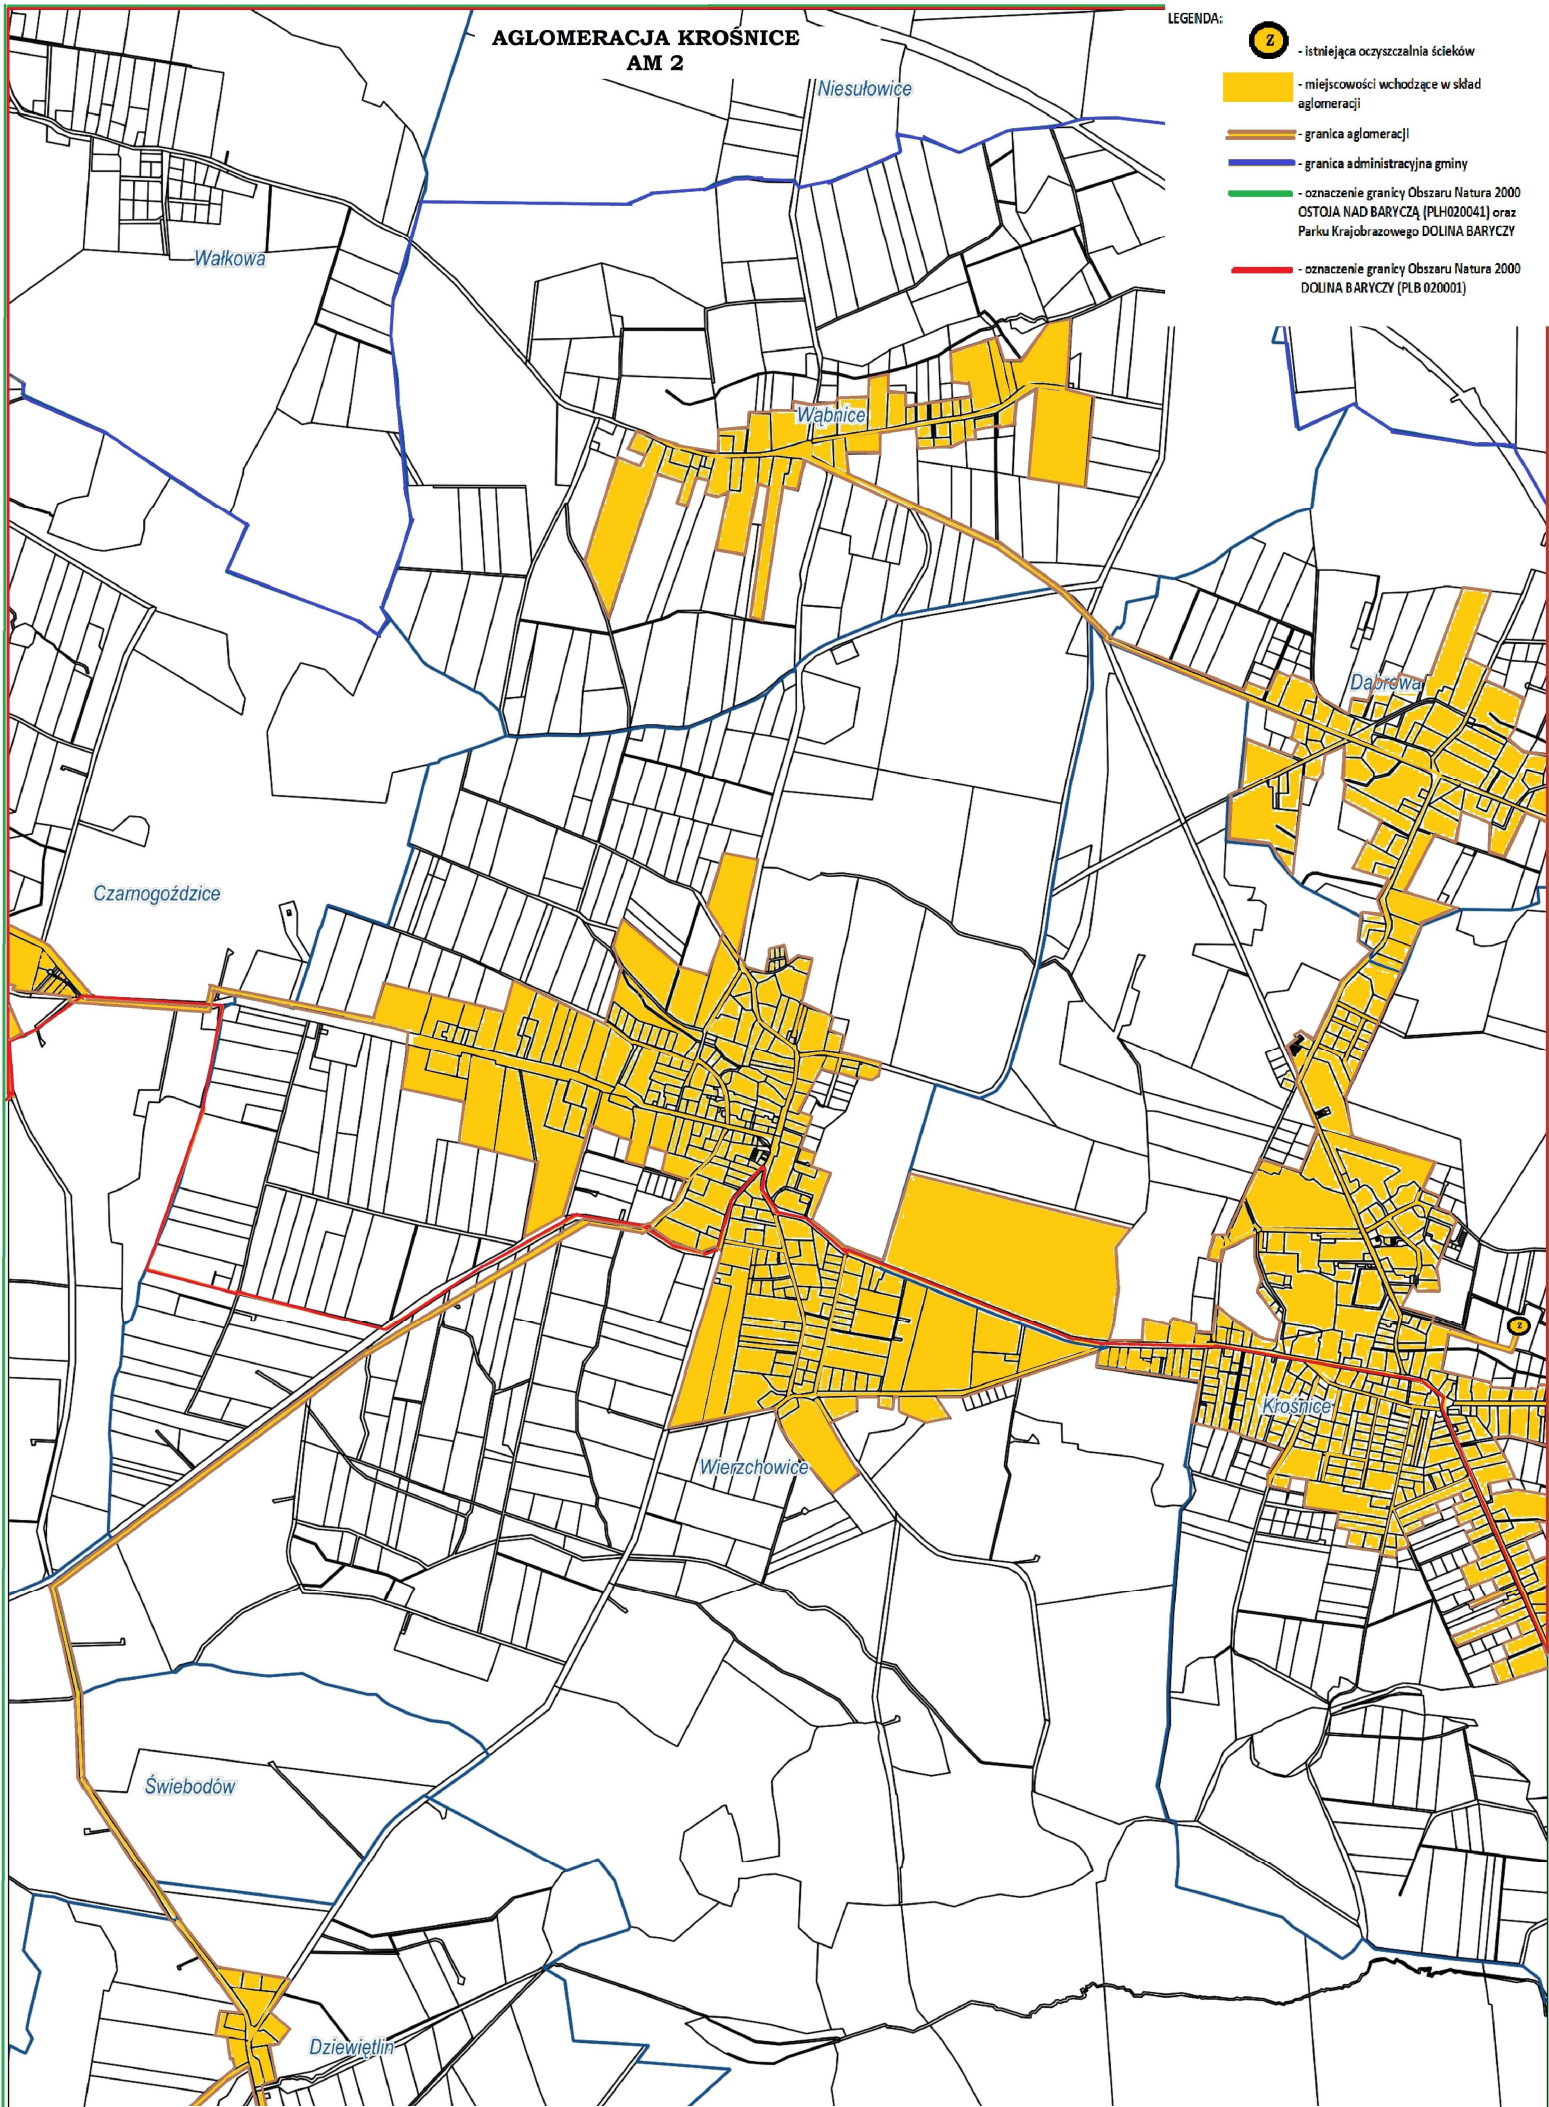 AGLOMERACJA KROŚNICE
AM 2
LEGENDA:
Z
- istniejąca oczyszczalnia ścieków
- miejscowości wchodzące w skład
aglomeracji
- granica aglomeracji
- granica administracyjna gminy
- oznaczenie granicy Obszaru Natura 2000
OSTOJA NAD BARYCZĄ (PLH020041) oraz
Parku Krajobrazowego DOLINA BARYCZY
- oznaczenie granicy Obszaru Natura 2000
DOLINA BARYCZY (PLB 020001)
Niesułowice
Wałkowa
Wąbnice
Dąbrowa
Czarnogoździce
Z
Krośnice
Wierzchowice
Świebodów
Dziewiętlin